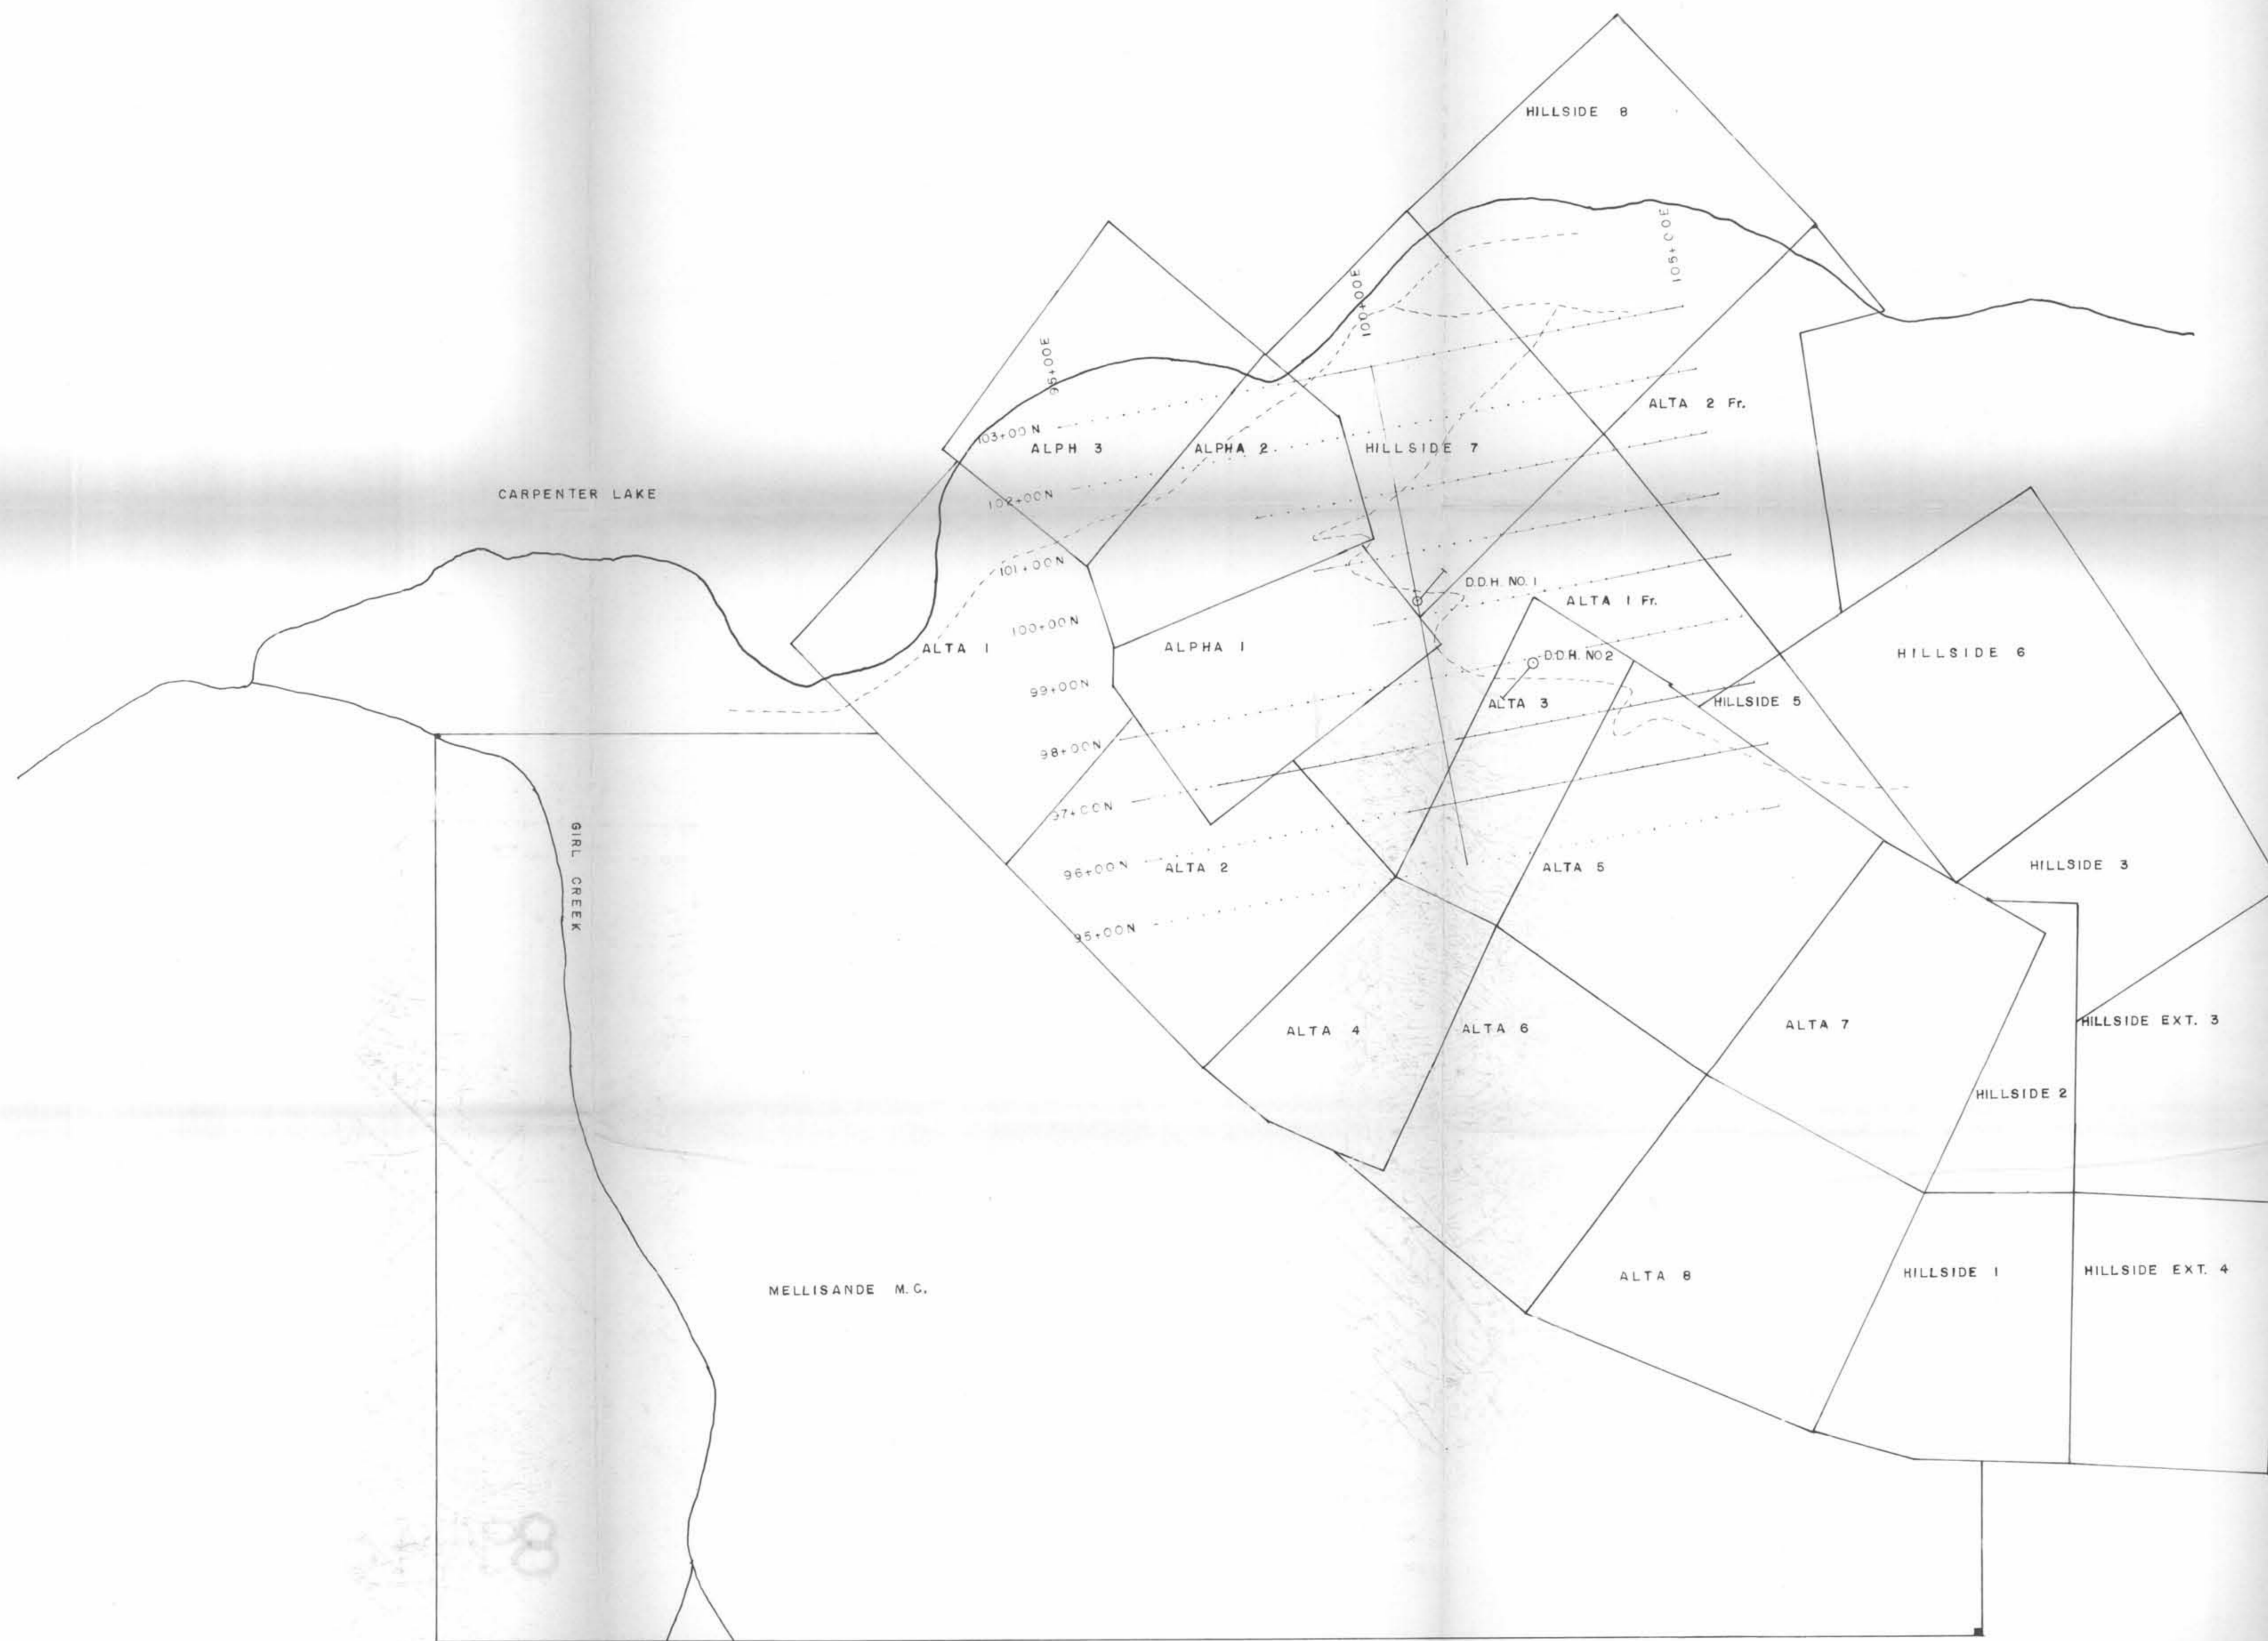 HILLSIDE 8
105+00E
100+00E
95+00E
ALTA 2 Fr.
103+00N
ALPH 3
ALPHA 2
HILLSIDE 7
CARPENTER LAKE
102+00N
101+00N
D.D.H. NO. 1
ALTA 1 Fr.
100+00N
ALTA 1
ALPHA 1
D.D.H. NO 2
HILLSIDE 6
99+00N
ALTA 3
HILLSIDE 5
98+00N
97+00N
GIRL CREEK
96+00N
ALTA 2
ALTA 5
HILLSIDE 3
95+00N
ALTA 4
ALTA 6
ALTA 7
HILLSIDE EXT. 3
HILLSIDE 2
MELLISANDE M.C.
ALTA 8
HILLSIDE 1
HILLSIDE EXT. 4